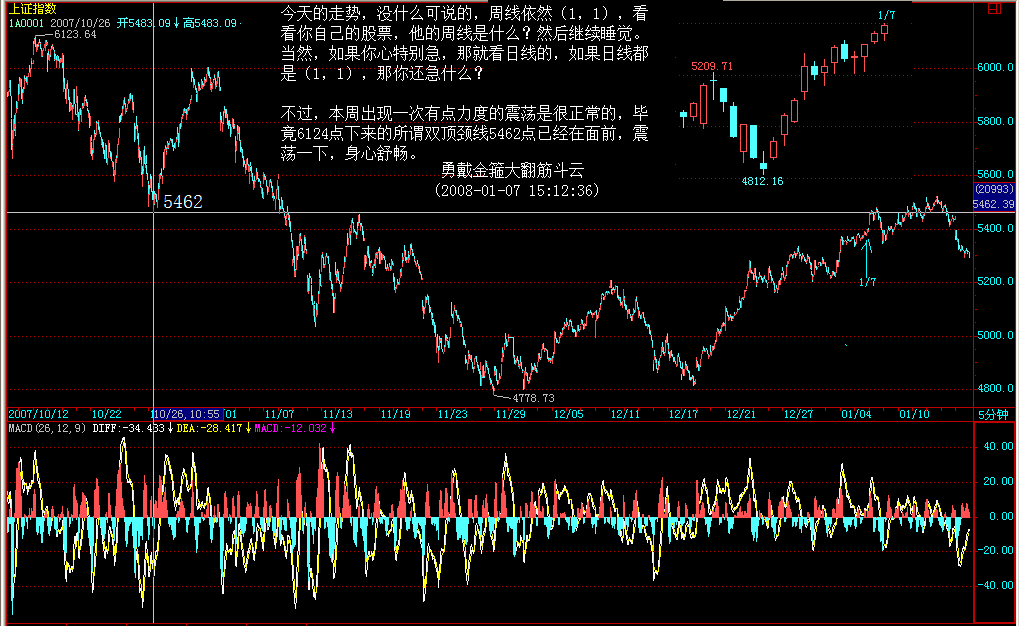 上证指数
1A0001 2007/10/26 开5483.09↓高5483.09
6123.64
今天的走势，没什么可说的，周线依然（1，1），看
看你自己的股票，他的周线是什么？然后继续睡觉。
当然，如果你心特别急，那就看日线的，如果日线都
是（1，1），那你还急什么？
不过，本周出现一次有点力度的震荡是很正常的，毕
竟6124点下来的所谓双顶颈线5462点已经在面前，震
荡一下，身心舒畅。
勇戴金箍大翻筋斗云
(2008-01-07 15:12:36)
1/7
5209.71
4812.16
日
6000.0
5800.0
5600.0
(20993)
5462.39
5400.0
5200.0
5000.0
4800.0
5462
1/7
4778.73
2007/10/12 10/22 10/26,10:55 01 11/07 11/13 11/19 11/23 11/29 12/05 12/11 12/17 12/21 12/27 01/04 01/10 5分钟
MACD(26,12,9) DIFF:-34.433↓DEA:-28.417↓MACD:-12.032↓
40.00
20.00
0.00
-20.00
-40.00